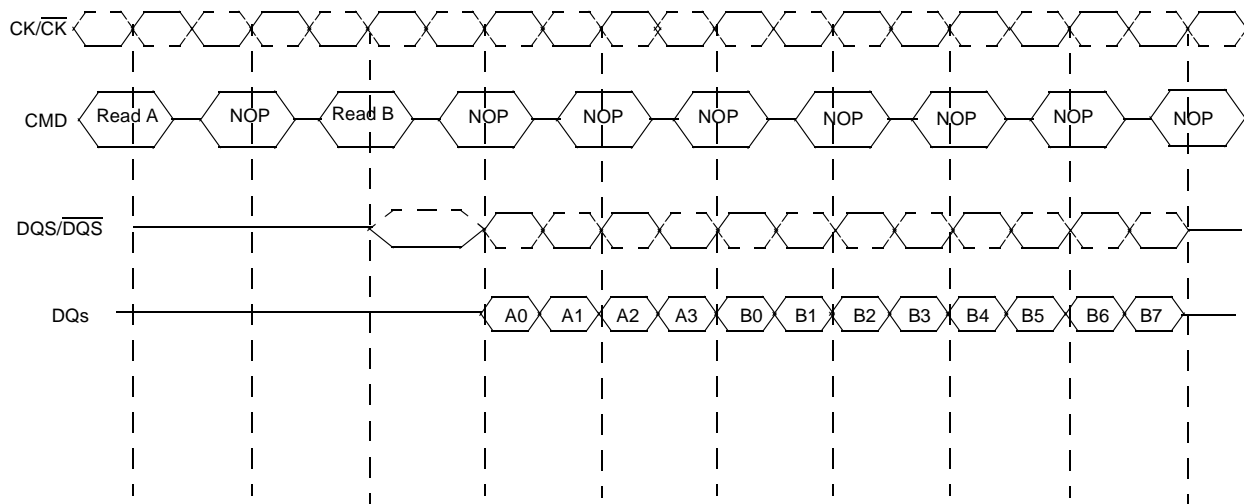 CK/CK
CMD Read A NOP Read B NOP NOP NOP NOP NOP NOP NOP
DQS/DQS
DQs A0 A1 A2 A3 B0 B1 B2 B3 B4 B5 B6 B7